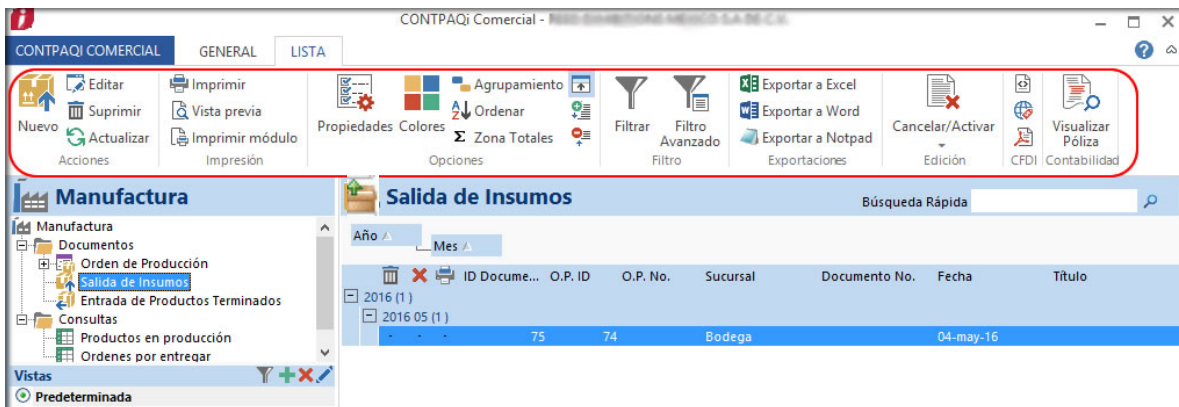 CONTPAQi Comercial -
CONTPAQI COMERCIAL GENERAL LISTA
Nuevo
Editar
Suprimir
Actualizar
Acciones
Imprimir
Vista previa
Imprimir módulo
Impresión
Propiedades Colores
Agrupamiento
Ordenar
Zona Totales
Opciones
Filtrar Filtro
Avanzado
Filtro
Exportar a Excel
Exportar a Word
Exportar a Notpad
Exportaciones
Cancelar/Activar
Edición
CFDI
Visualizar
Póliza
Contabilidad
Manufactura
Manufactura
Documentos
Orden de Producción
Salida de Insumos
Entrada de Productos Terminados
Consultas
Productos en producción
Ordenes por entregar
Vistas
Predeterminada
Salida de Insumos
Búsqueda Rápida
Año
Mes
ID Docume... O.P. ID O.P. No. Sucursal Documento No. Fecha Título
2016 (1 )
2016 05 (1 )
75 74 Bodega 04-may-16